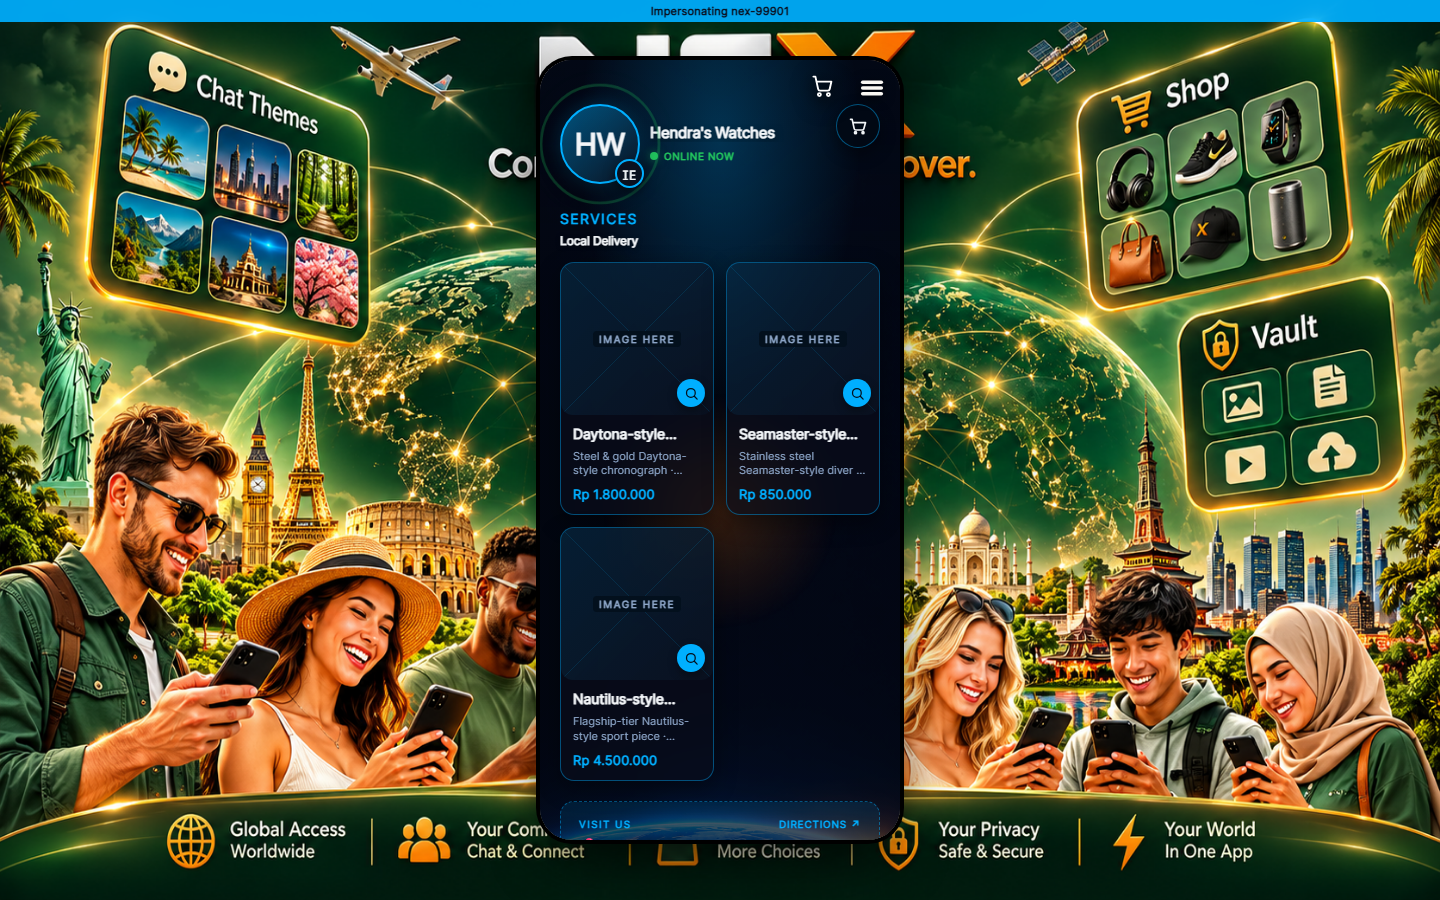 Impersonating nex-99901
Chat Themes
Shop
X
Vault
HW
IE
Hendra's Watches
ONLINE NOW
over.
SERVICES
Local Delivery
IMAGE HERE
IMAGE HERE
Daytona-style...
Steel & gold Daytona-
style chronograph ·...
Rp 1.800.000
Seamaster-style...
Stainless steel
Seamaster-style diver ...
Rp 850.000
IMAGE HERE
Nautilus-style...
Flagship-tier Nautilus-
style sport piece ·...
Rp 4.500.000
VISIT US
DIRECTIONS ↗
Global Access
Worldwide
Your Com
Chat & Connect
More Choices
Your Privacy
Safe & Secure
Your World
In One App